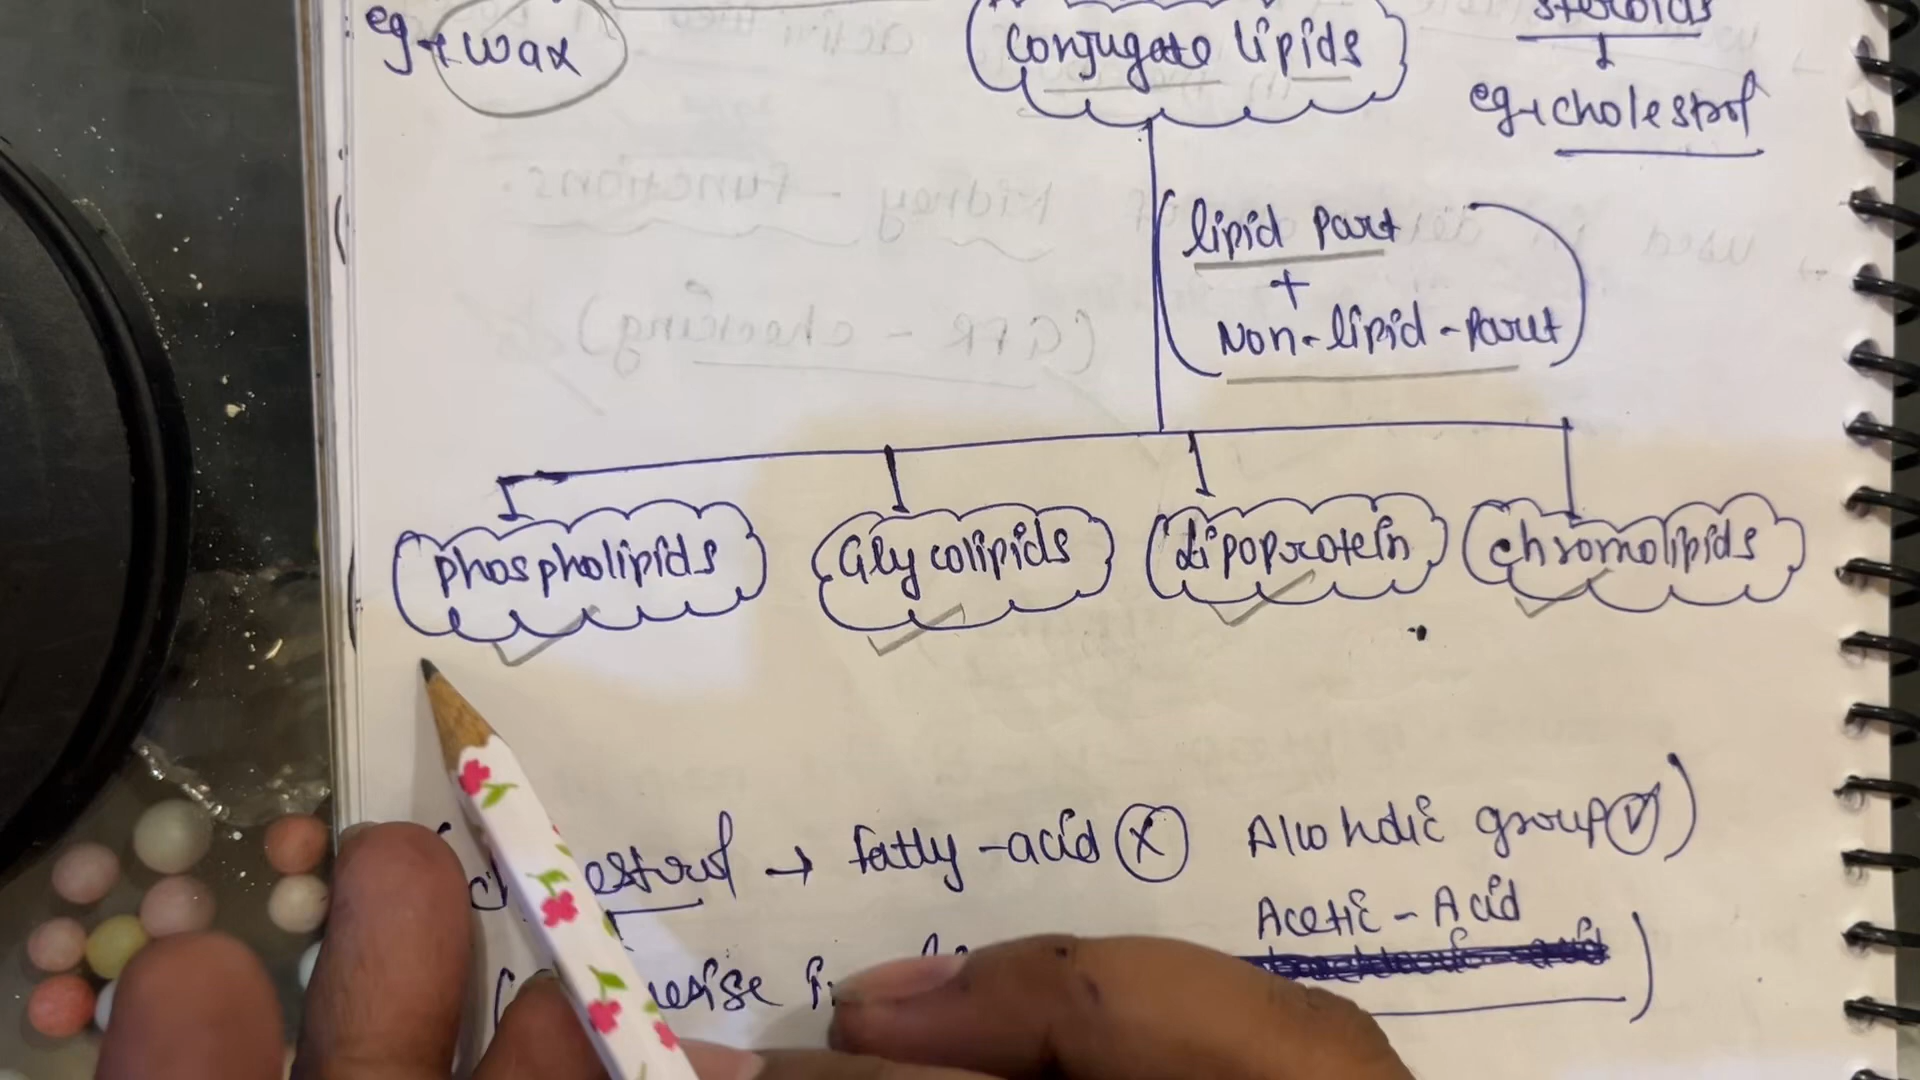 eg→ wax
conjugate lipids
steroids
eg→ cholestrol
lipid part
+
Non-lipid-part
phospholipids
Glycolipids
Lipoprotein
chromolipids
→ fatty-acid X Alcoholic group ✓)
Acetic-Acid